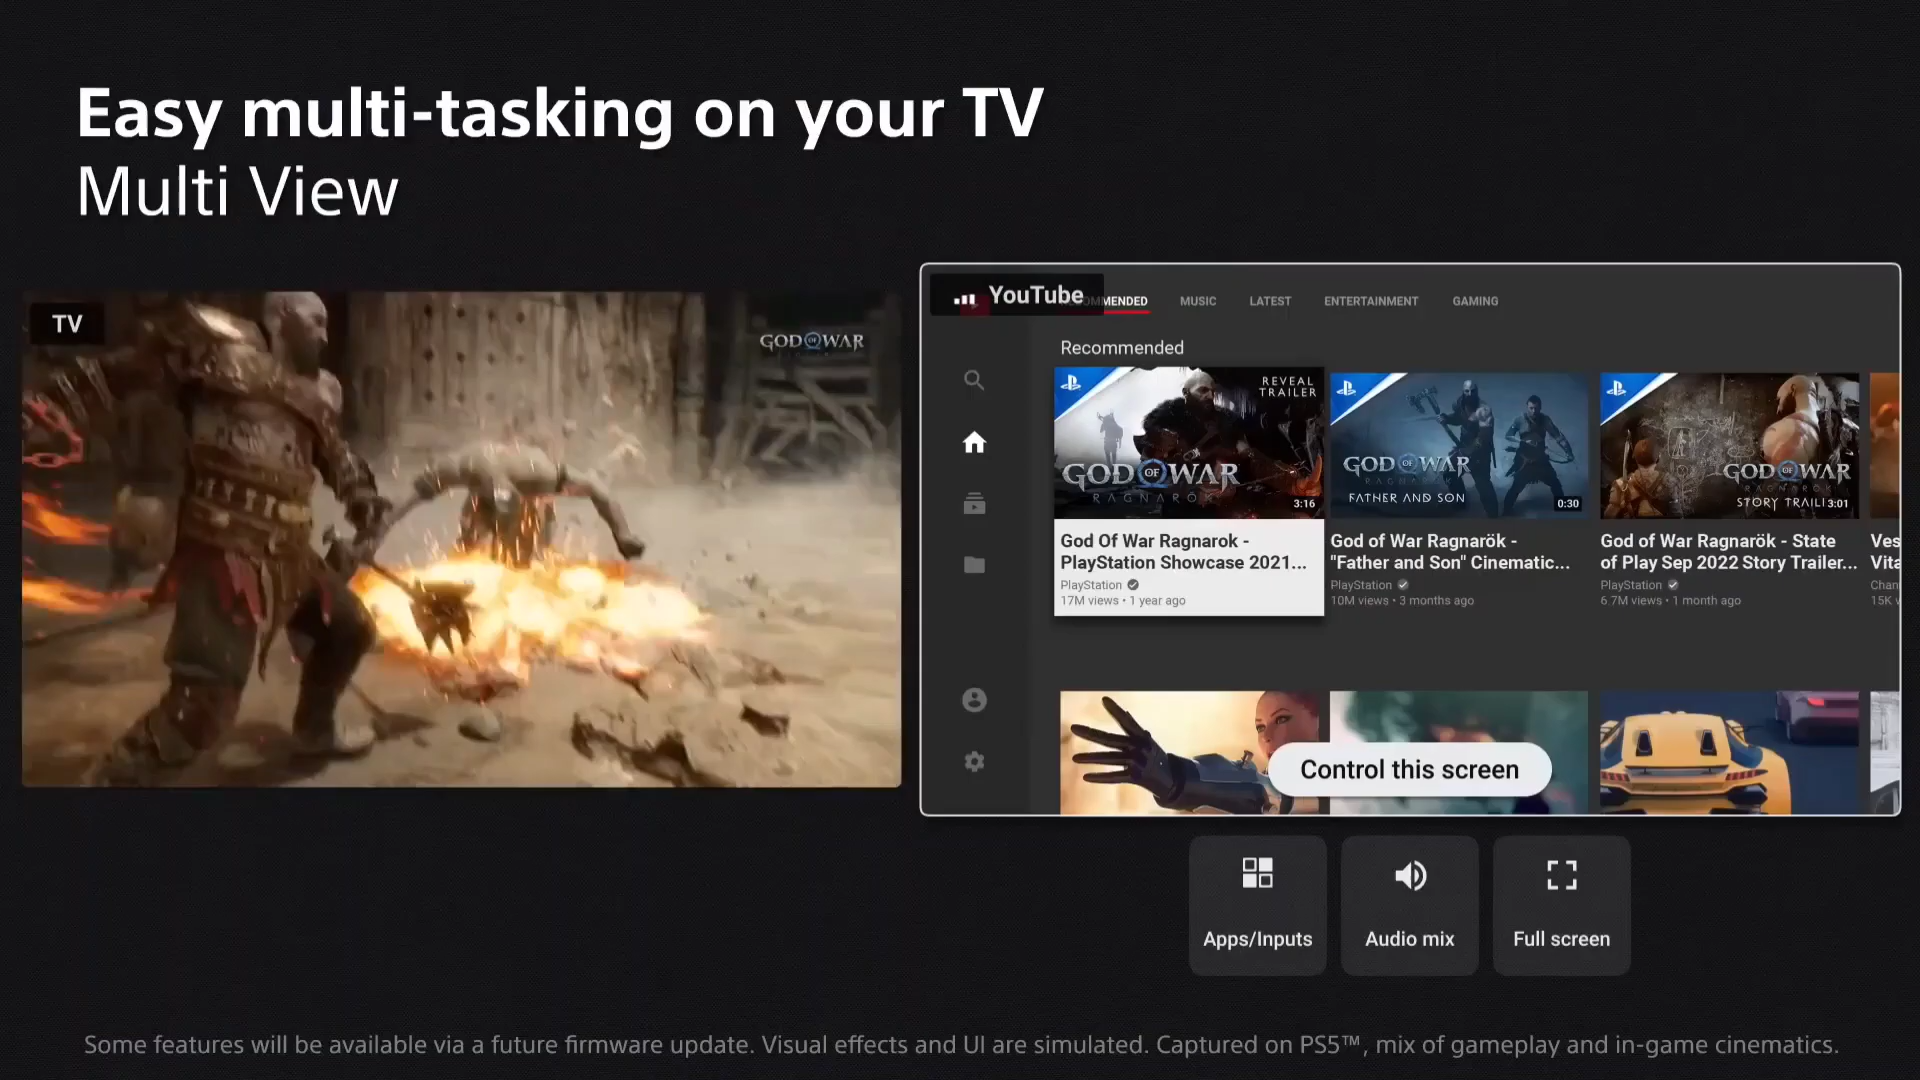 Easy multi-tasking on your TV
Multi View
TV
GOD OF WAR
YouTube
MENDED
MUSIC
LATEST
ENTERTAINMENT
GAMING
Recommended
REVEAL
TRAILER
GOD OF WAR
RAGNARÖK
3:16
God Of War Ragnarok -
PlayStation Showcase 2021...
PlayStation
17M views • 1 year ago
GOD OF WAR
RAGNARÖK
FATHER AND SON
0:30
God of War Ragnarök -
"Father and Son" Cinematic...
PlayStation
10M views • 3 months ago
GOD OF WAR
RAGNARÖK
STORY TRAIL
3:01
God of War Ragnarök - State
of Play Sep 2022 Story Trailer...
PlayStation
6.7M views • 1 month ago
Ves
Vita
Chan
15K v
Control this screen
Apps/Inputs
Audio mix
Full screen
Some features will be available via a future firmware update. Visual effects and UI are simulated. Captured on PS5™, mix of gameplay and in-game cinematics.